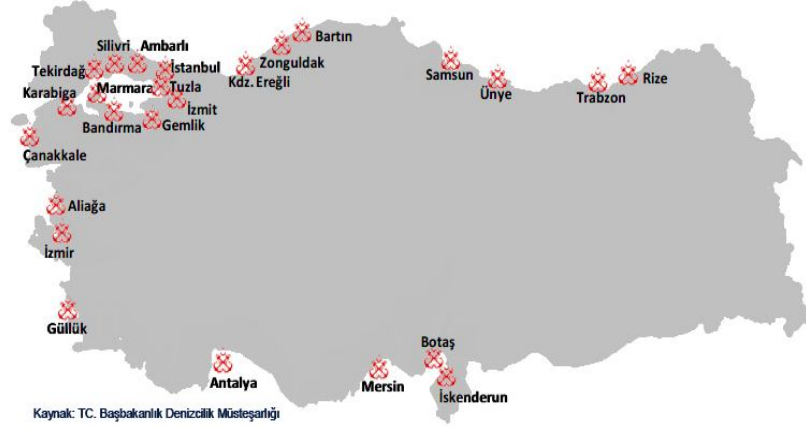 Bartın
Silivri
Ambarlı
Zonguldak
İstanbul
Tekirdağ
Samsun
Rize
Kdz. Ereğli
Marmara
Tuzla
Ünye
Trabzon
Karabiga
İzmit
Bandırma
Gemlik
Çanakkale
Aliağa
İzmir
Güllük
Botaş
Antalya
Mersin
İskenderun
Kaynak: TC. Başbakanlık Denizcilik Müsteşarlığı